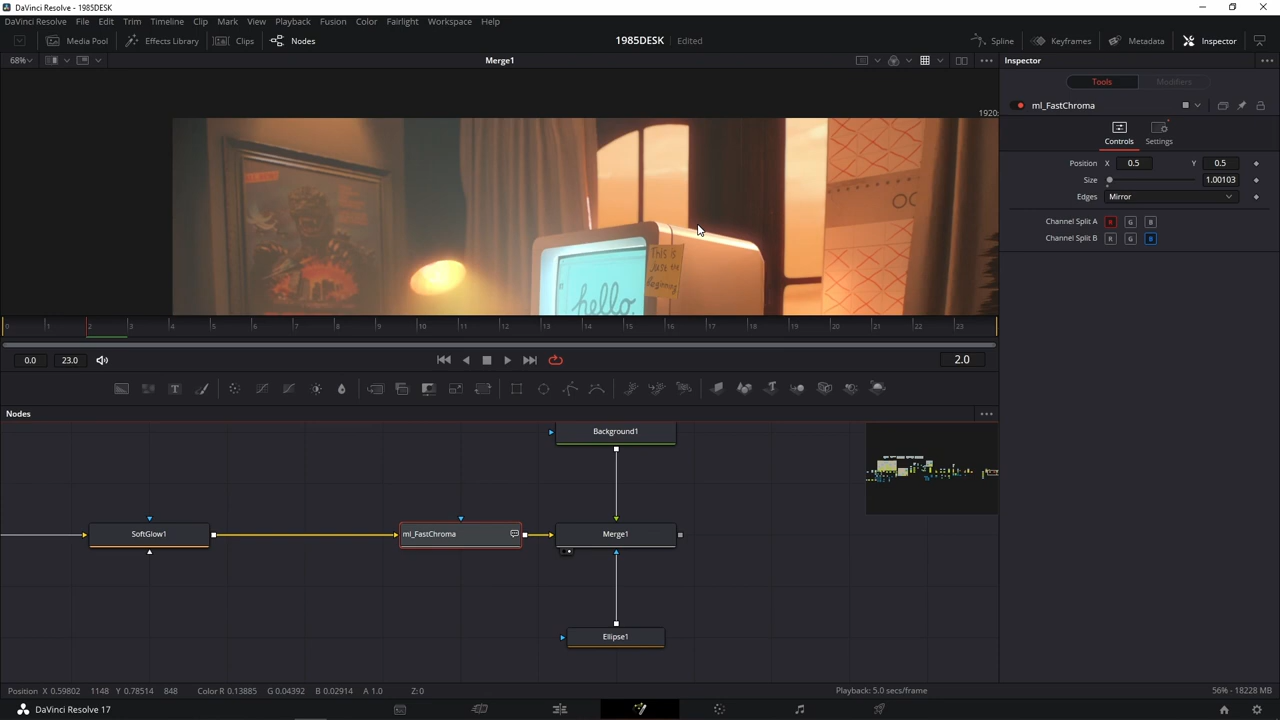 DaVinci Resolve - 1985DESK
DaVinci Resolve File Edit Trim Timeline Clip Mark View Playback Fusion Color Fairlight Workspace Help
Media Pool Effects Library Clips Nodes 1985DESK Edited Spline Keyframes Metadata Inspector
68% Merge1 Inspector
Tools Modifiers
ml_FastChroma
1920:
Controls Settings
Position X 0.5 Y 0.5
Size 1.00103
Edges Mirror
Channel Split A R G B
Channel Split B R G B
THIS IS
JUST THE
Beginning
hello.
0 1 2 3 4 5 6 7 8 9 10 11 12 13 14 15 16 17 18 19 20 21 22 23
0.0 23.0 2.0
Nodes
Background1
SoftGlow1 ml_FastChroma Merge1
Ellipse1
Position X 0.59802 1148 Y 0.78514 848 Color R 0.13885 G 0.04392 B 0.02914 A 1.0 Z: 0 Playback: 5.0 secs/frame 56% - 18228 MB
DaVinci Resolve 17